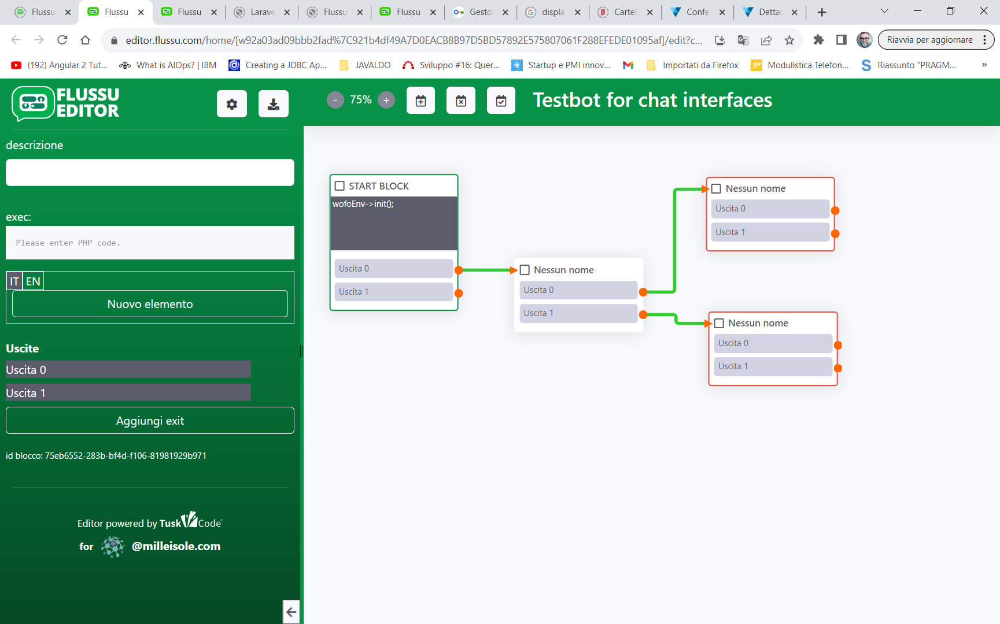 Flussu
Flussu
Flussu
Larave
Flussu
Flussu
Gesto
displa
Cartel
Confe
Detta
editor.flussu.com/home/[w92a03ad09bbb2fad%7C921b4df49A7D0EACB8B97D5BD57892E575807061F288EFEDE01095af]/edit?c...
Riavvia per aggiornare
(192) Angular 2 Tut...
What is AIOps? | IBM
Creating a JDBC Ap...
JAVALDO
Sviluppo #16: Quer...
Startup e PMI innov...
Importati da Firefox
Modulistica Telefon...
Riassunto "PRAGM...
»
FLUSSU
EDITOR
- 75% +
Testbot for chat interfaces
descrizione
exec:
Please enter PHP code.
IT EN
Nuovo elemento
Uscite
Uscita 0
Uscita 1
Aggiungi exit
id blocco: 75eb6552-283b-bf4d-f106-81981929b971
Editor powered by TuskCode
for @milleisole.com
START BLOCK
wofoEnv->init();
Uscita 0
Uscita 1
Nessun nome
Uscita 0
Uscita 1
Nessun nome
Uscita 0
Uscita 1
Nessun nome
Uscita 0
Uscita 1